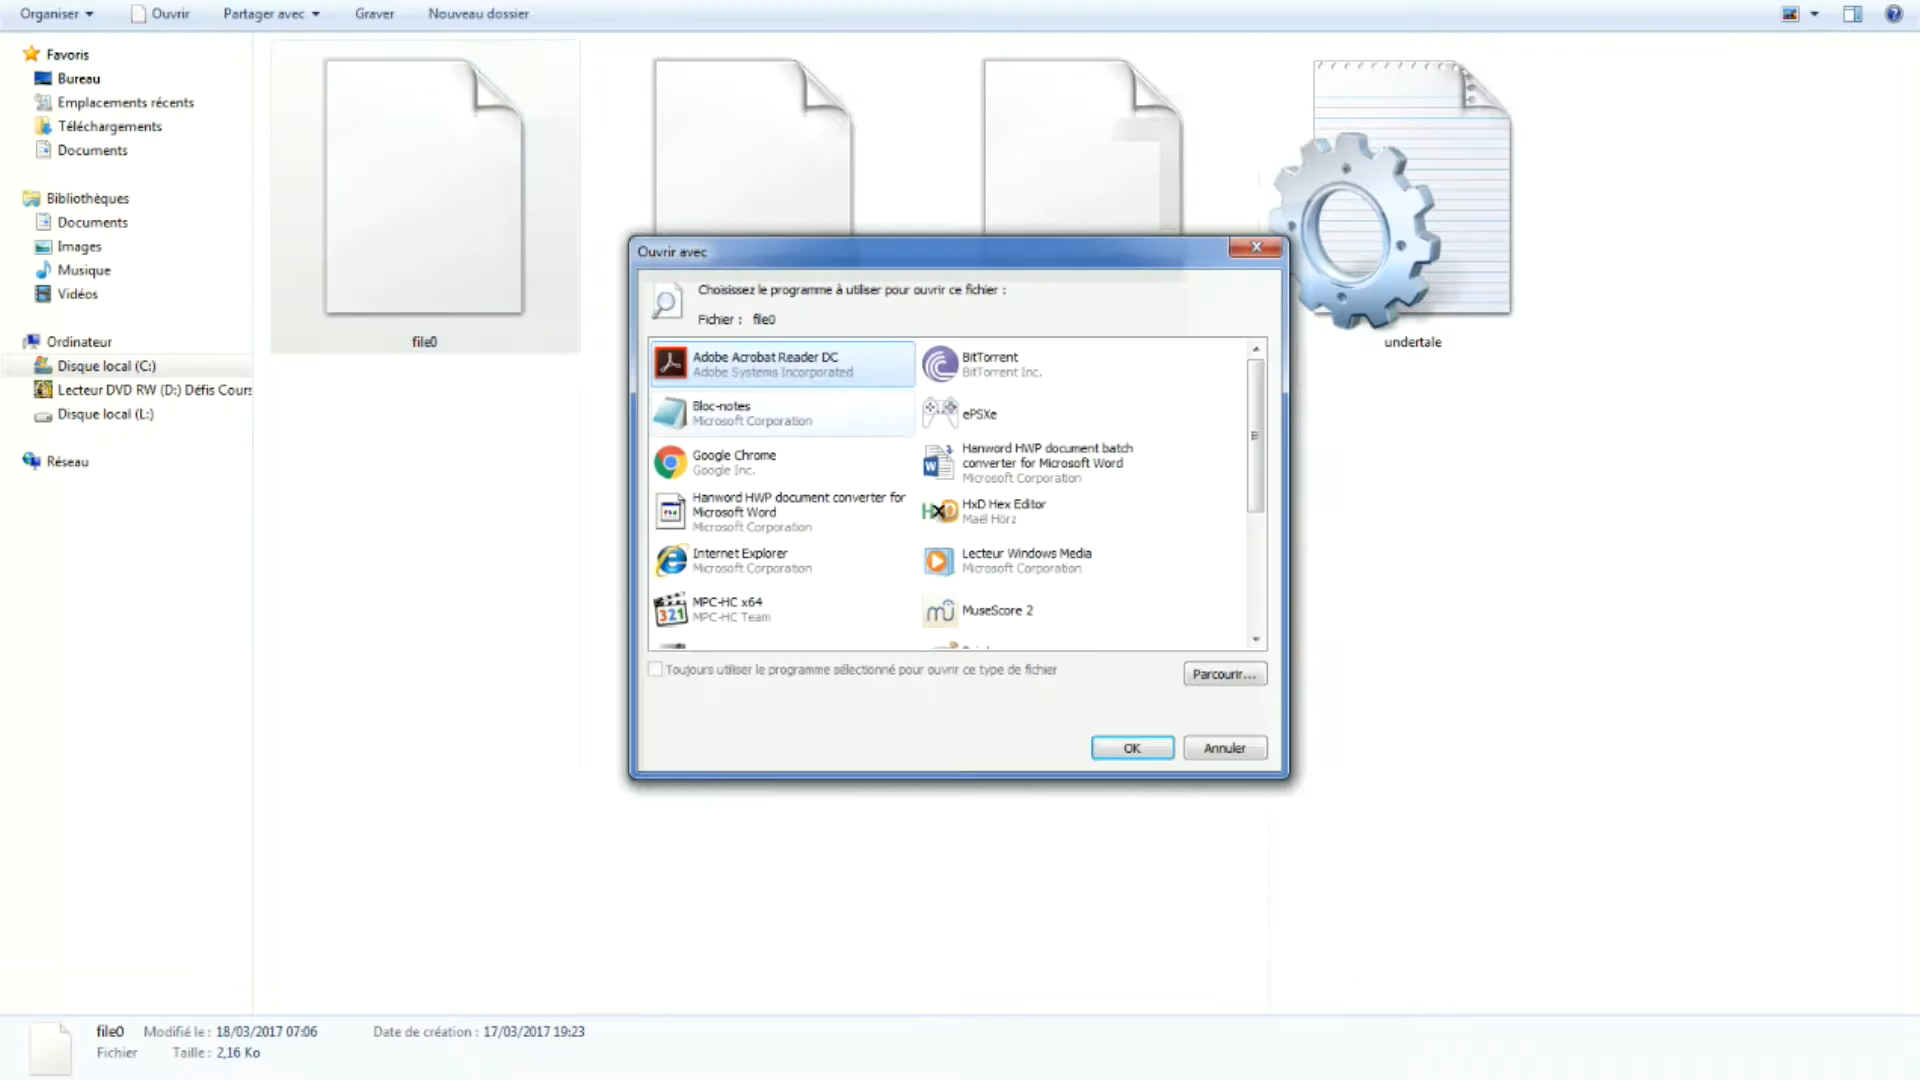 Organiser
Ouvrir
Partager avec
Graver
Nouveau dossier
Favoris
Bureau
Emplacements récents
Téléchargements
Documents
Bibliothèques
Documents
Images
Musique
Vidéos
Ordinateur
Disque local (C:)
Lecteur DVD RW (D:) Défis Cours
Disque local (L:)
Réseau
file0
undertale
Ouvrir avec
Choisissez le programme à utiliser pour ouvrir ce fichier :
Fichier : file0
Adobe Acrobat Reader DC
Adobe Systems Incorporated
BitTorrent
BitTorrent Inc.
Bloc-notes
Microsoft Corporation
ePSXe
Google Chrome
Google Inc.
Hanword HWP document batch
converter for Microsoft Word
Microsoft Corporation
Hanword HWP document converter for
Microsoft Word
Microsoft Corporation
HxD Hex Editor
Maël Hörz
Internet Explorer
Microsoft Corporation
Lecteur Windows Media
Microsoft Corporation
321
MPC-HC x64
MPC-HC Team
MuseScore 2
Toujours utiliser le programme sélectionné pour ouvrir ce type de fichier
Parcourir...
OK
Annuler
file0 Modifié le : 18/03/2017 07:06 Date de création : 17/03/2017 19:23
Fichier Taille : 2,16 Ko